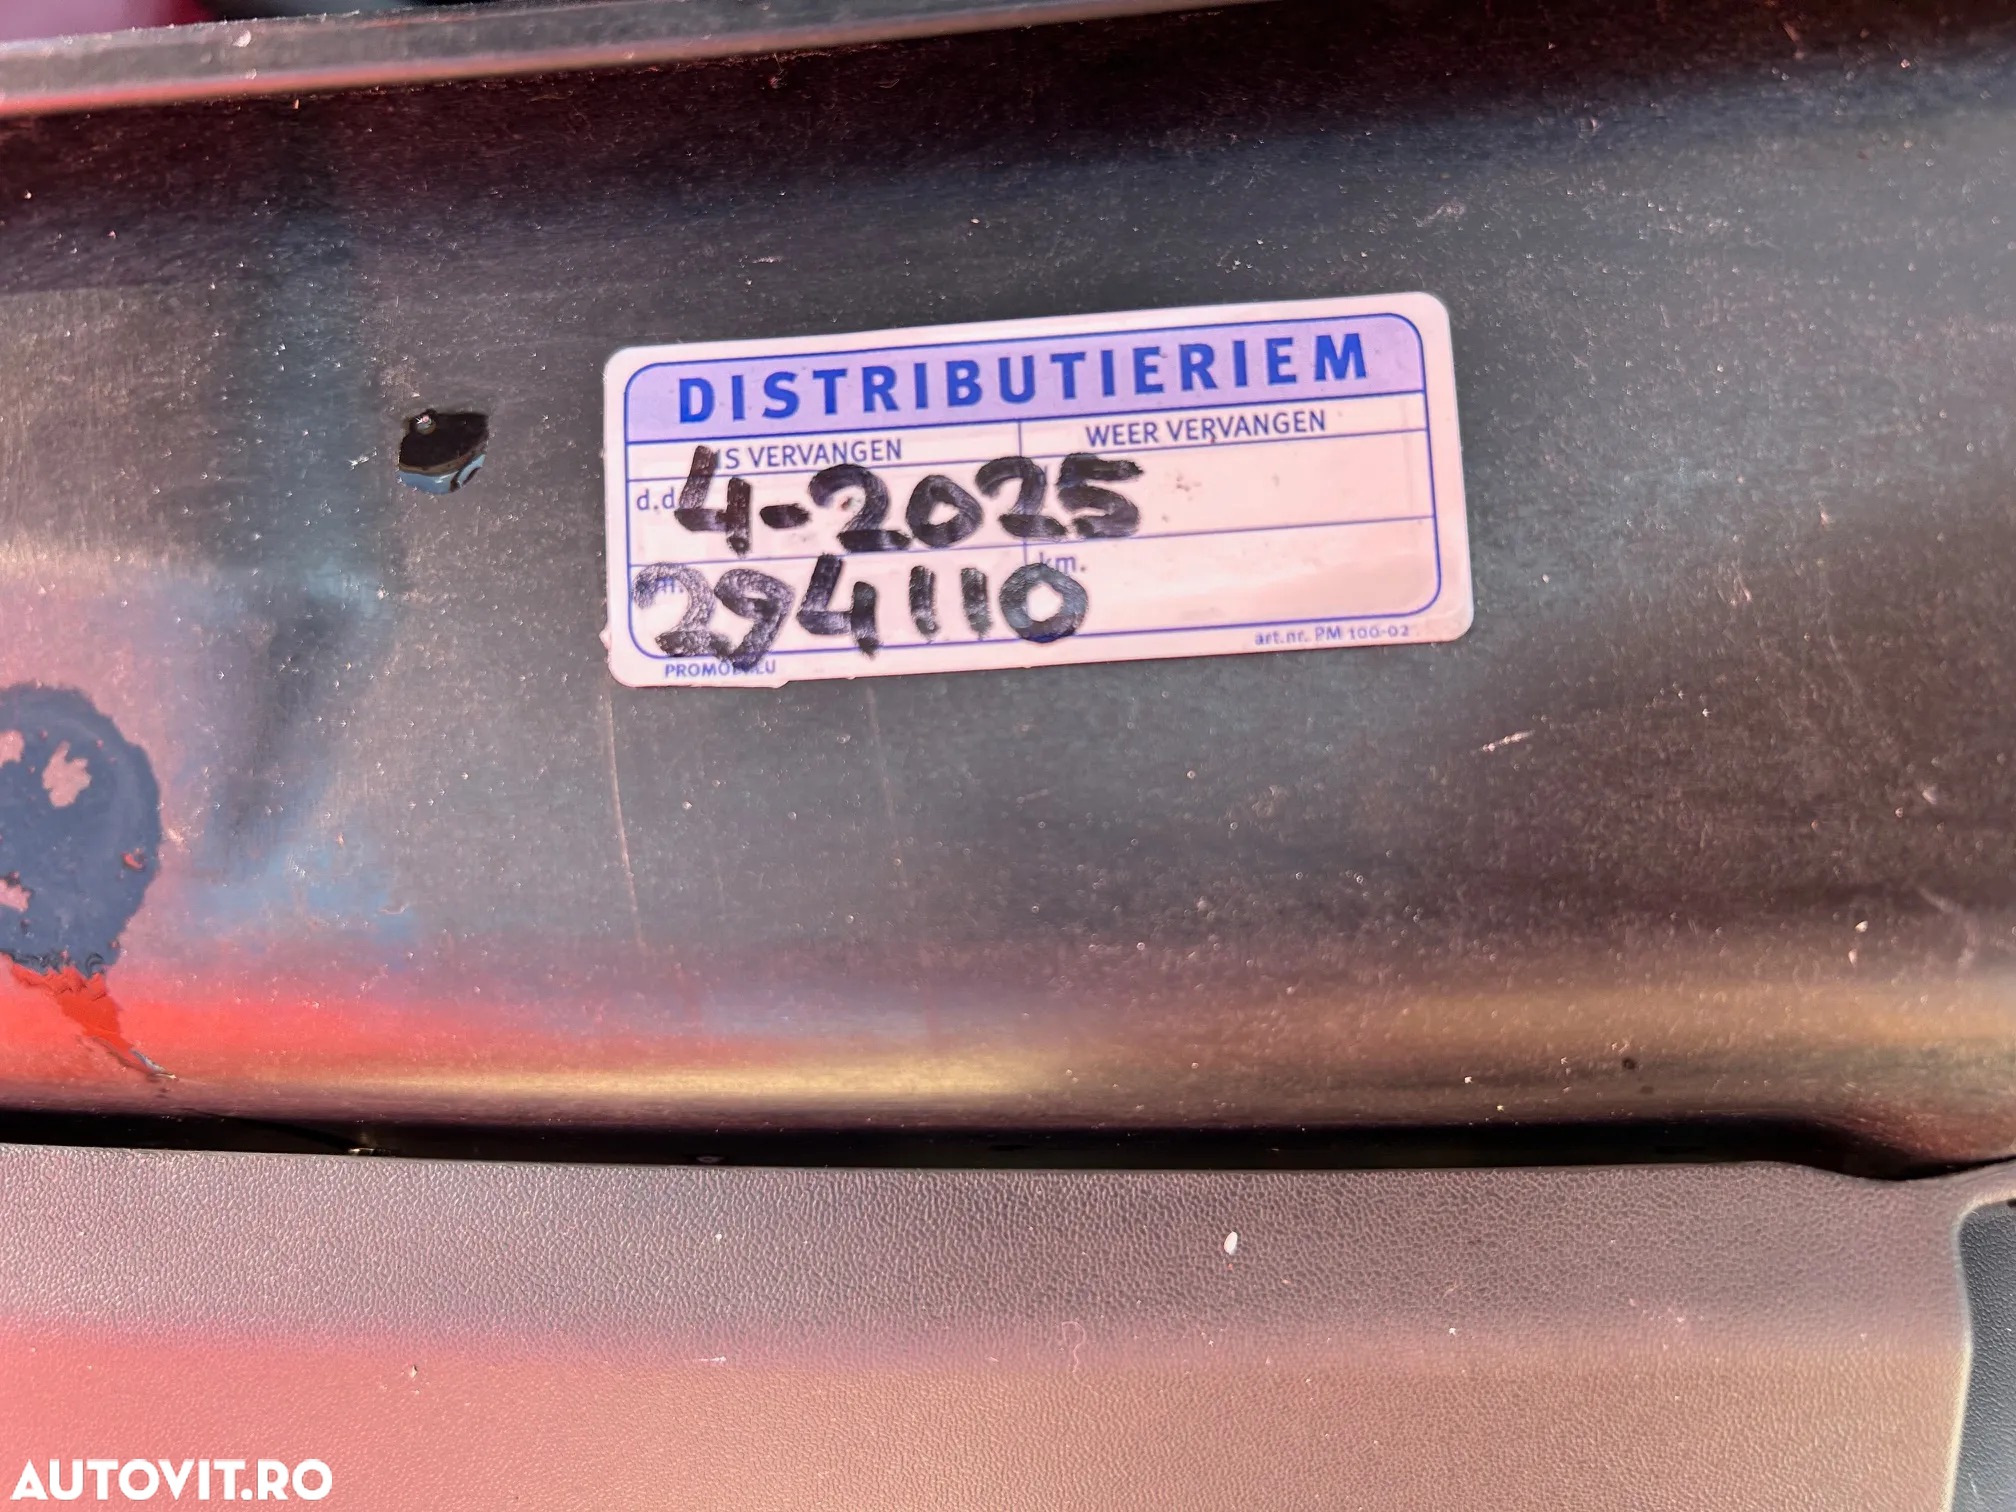 DISTRIBUTIERIEM
IS VERVANGEN
WEER VERVANGEN
d.d. 4-2025
km.
294110
art.nr. PM 100-02
AUTOVIT.RO